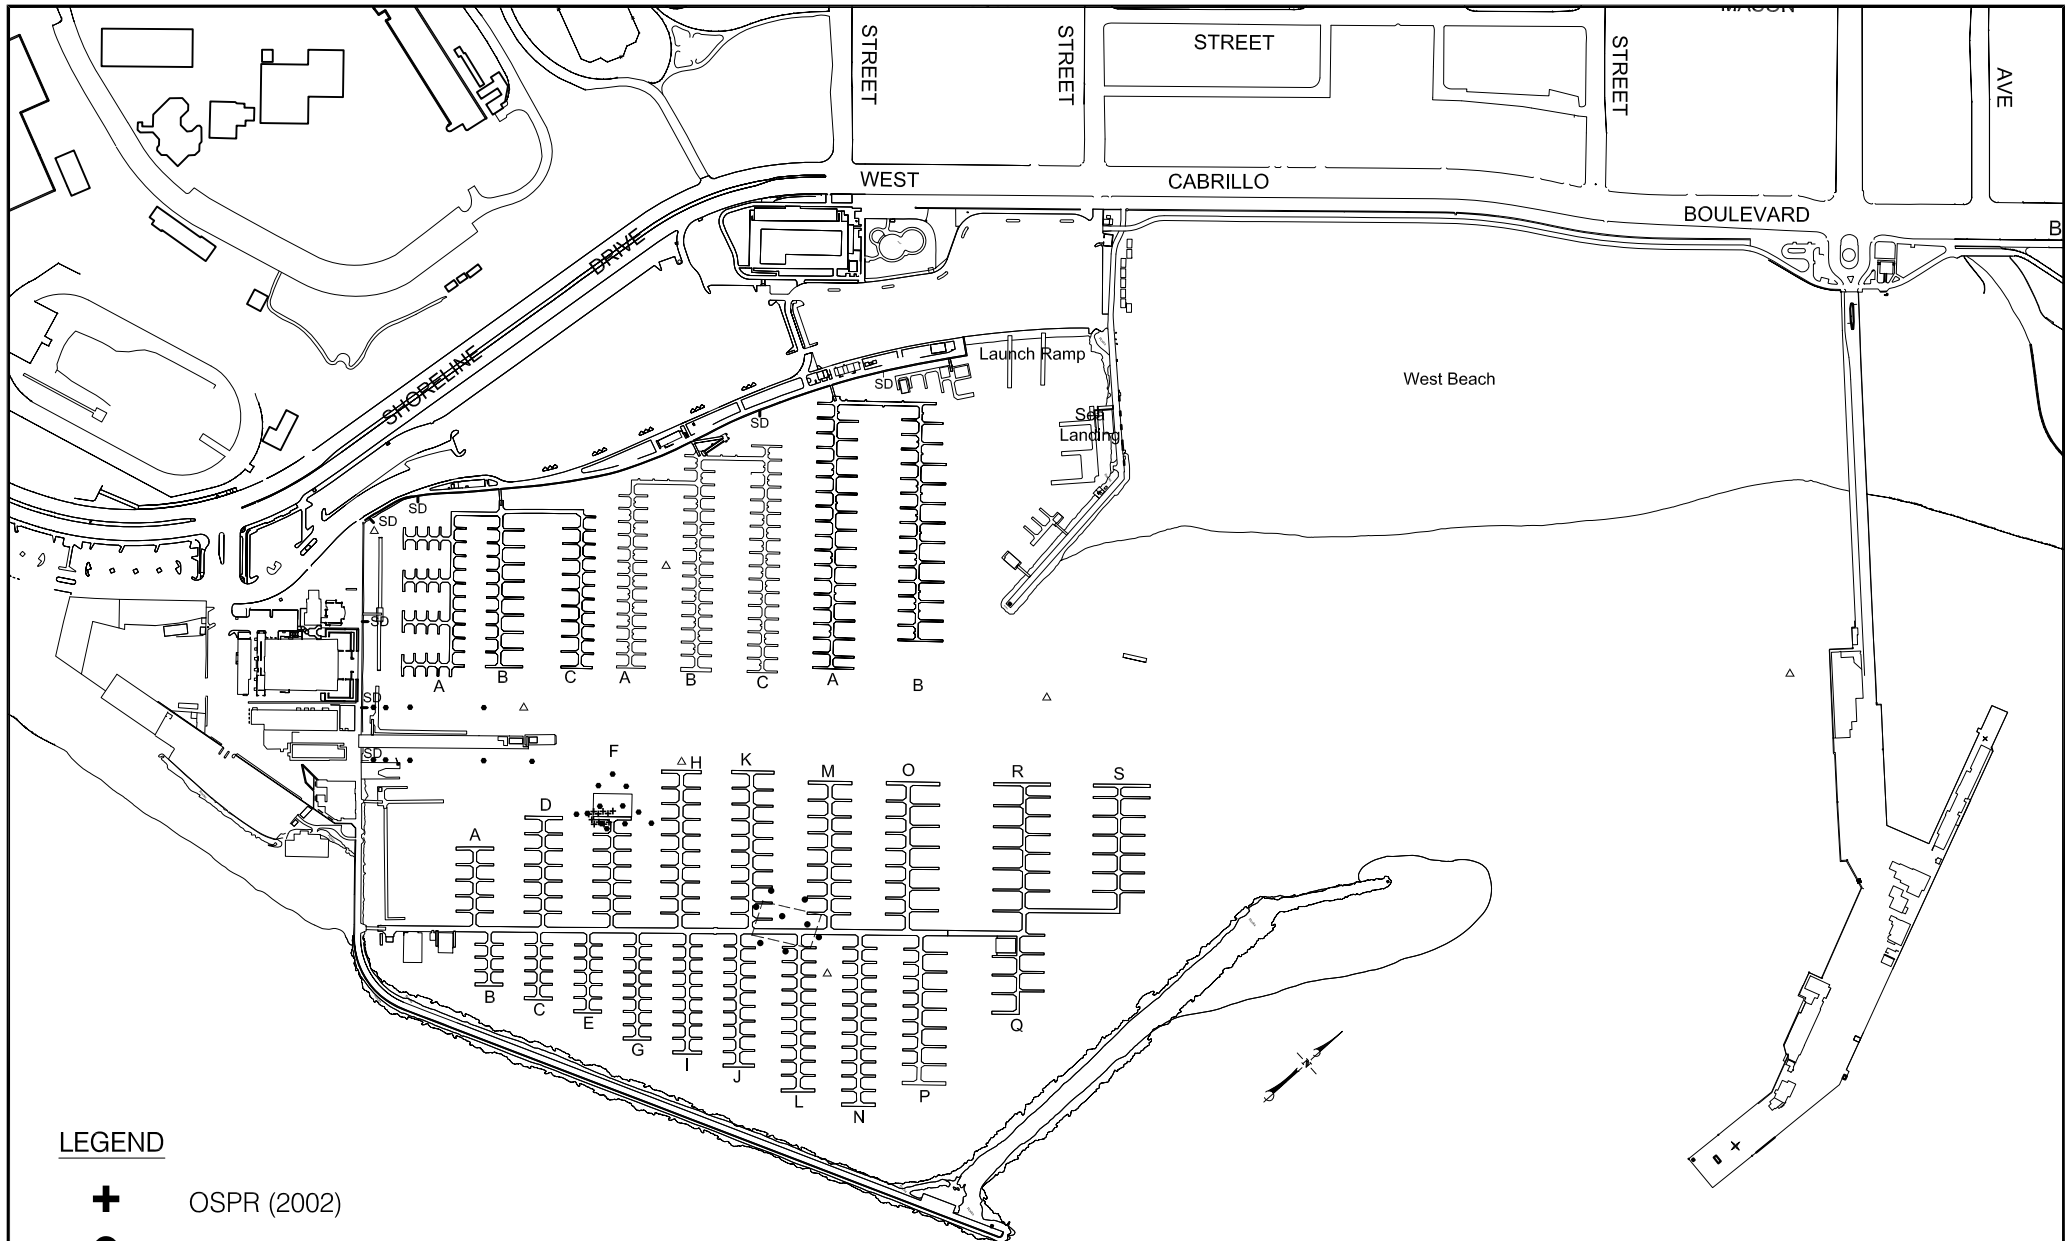 MASON
STREET
STREET
STREET
STREET
AVE
WEST
CABRILLO
BOULEVARD
B
DRIVE
SHORELINE
Launch Ramp
SD
West Beach
Sea
Landing
SD
SD
SD
SD
A
B
C
A
B
C
A
B
SD
SD
F
H
K
M
O
R
S
D
A
B
C
E
G
I
J
L
N
P
Q
LEGEND
OSPR (2002)